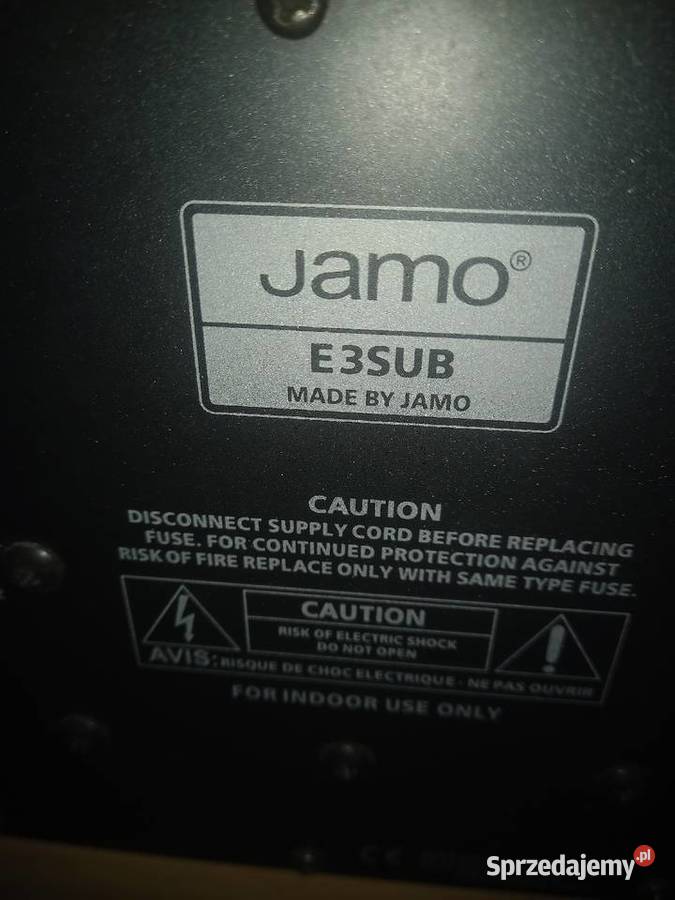 Jamo®
E3SUB
MADE BY JAMO
CAUTION
DISCONNECT SUPPLY CORD BEFORE REPLACING
FUSE. FOR CONTINUED PROTECTION AGAINST
RISK OF FIRE REPLACE ONLY WITH SAME TYPE FUSE.
CAUTION
RISK OF ELECTRIC SHOCK
DO NOT OPEN
AVIS: RISQUE DE CHOC ELECTRIQUE - NE PAS OUVRIR
FOR INDOOR USE ONLY
Sprzedajemy.pl